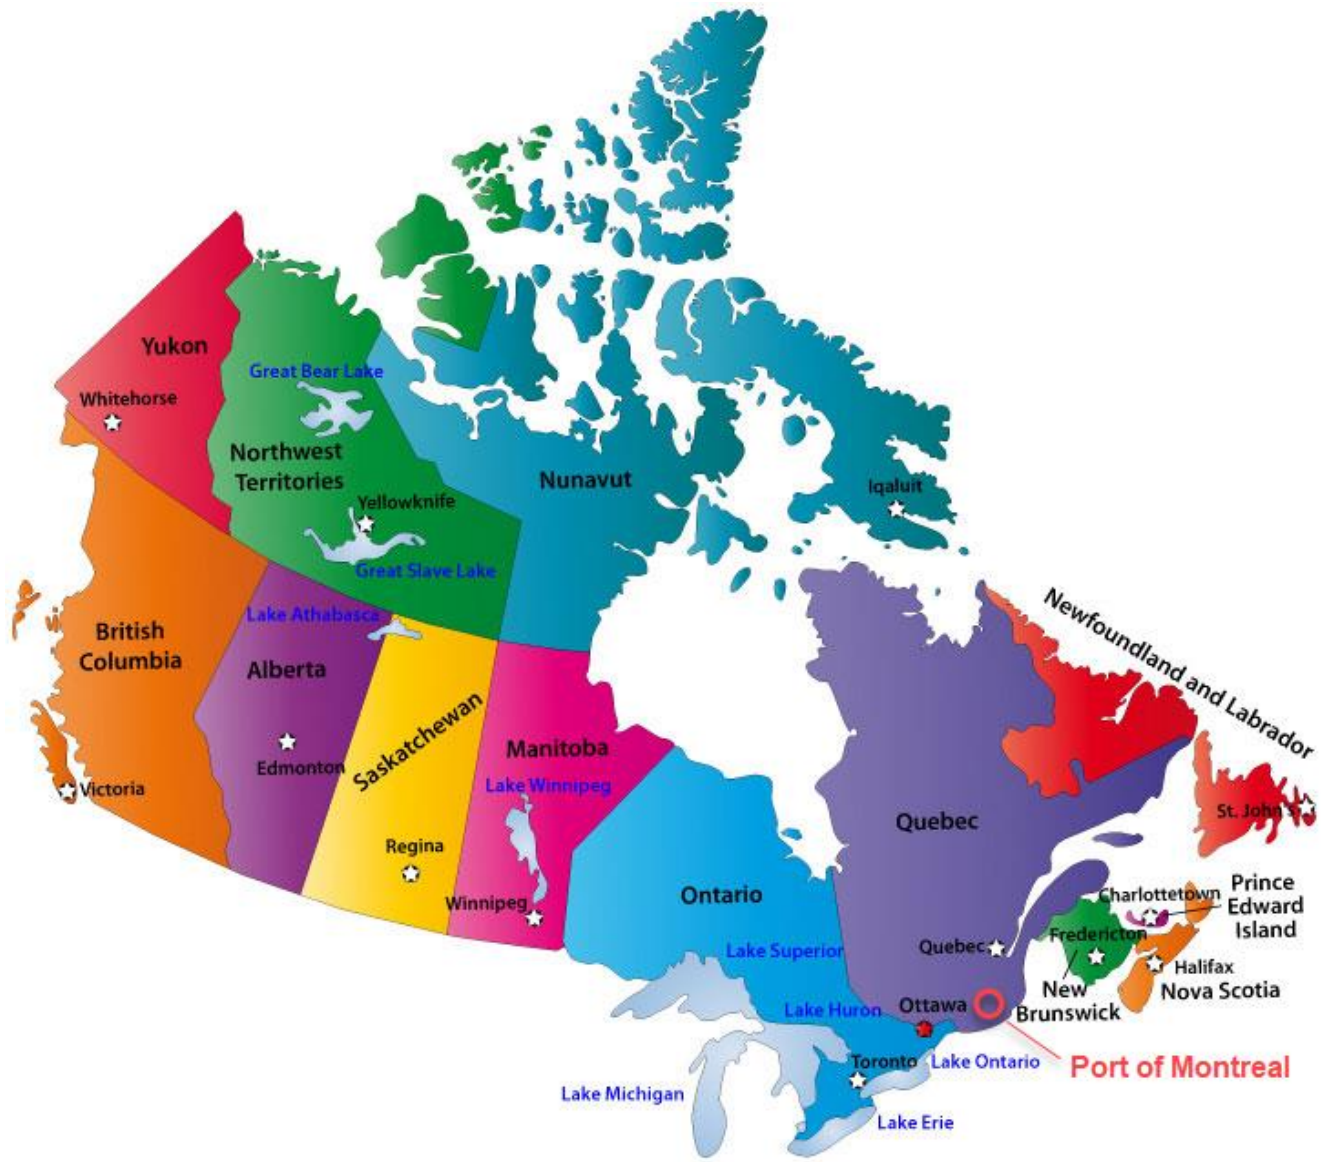 Yukon
Whitehorse
Great Bear Lake
Northwest
Territories
Yellowknife
Great Slave Lake
Nunavut
Iqaluit
British
Columbia
Victoria
Lake Athabasca
Alberta
Edmonton
Saskatchewan
Regina
Manitoba
Lake Winnipeg
Winnipeg
Ontario
Lake Superior
Lake Huron
Ottawa
Toronto
Lake Ontario
Lake Michigan
Lake Erie
Quebec
Quebec
Port of Montreal
Newfoundland and Labrador
St. John's
Charlottetown
Prince
Edward
Island
Fredericton
New
Brunswick
Halifax
Nova Scotia